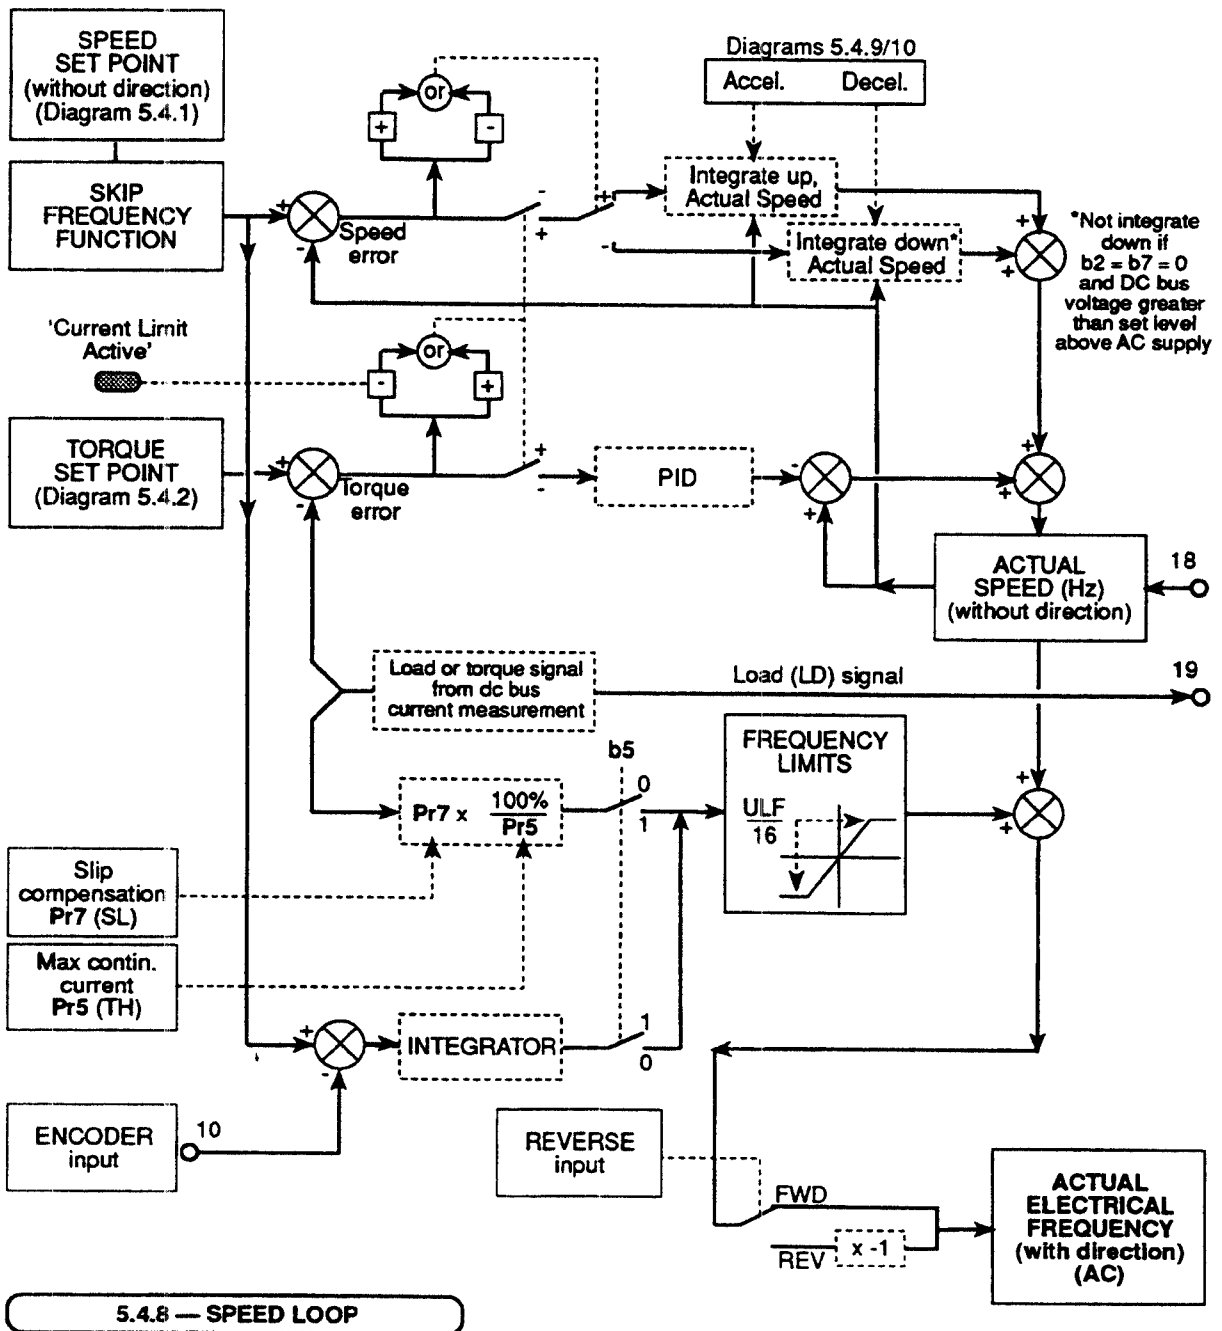 SPEED
SET POINT
(without direction)
(Diagram 5.4.1)
SKIP
FREQUENCY
FUNCTION
+
-
Speed
error
+
-
or
-
+
+
-
Diagrams 5.4.9/10
Accel. Decel.
Integrate up,
Actual Speed
Integrate down*
Actual Speed
+
+
*Not integrate
down if
b2 = b7 = 0
and DC bus
voltage greater
than set level
above AC supply
'Current Limit
Active'
or
-
+
TORQUE
SET POINT
(Diagram 5.4.2)
+
-
Torque
error
+
-
PID
-
+
+
+
ACTUAL
SPEED (Hz)
(without direction)
18
Load or torque signal
from dc bus
current measurement
Load (LD) signal
19
b5
0
1
Pr7 x 100%
Pr5
FREQUENCY
LIMITS
ULF
16
+
+
Slip
compensation
Pr7 (SL)
Max contin.
current
Pr5 (TH)
+
-
INTEGRATOR
1
0
ENCODER
input
10
REVERSE
input
FWD
REV
x -1
ACTUAL
ELECTRICAL
FREQUENCY
(with direction)
(AC)
5.4.8 — SPEED LOOP